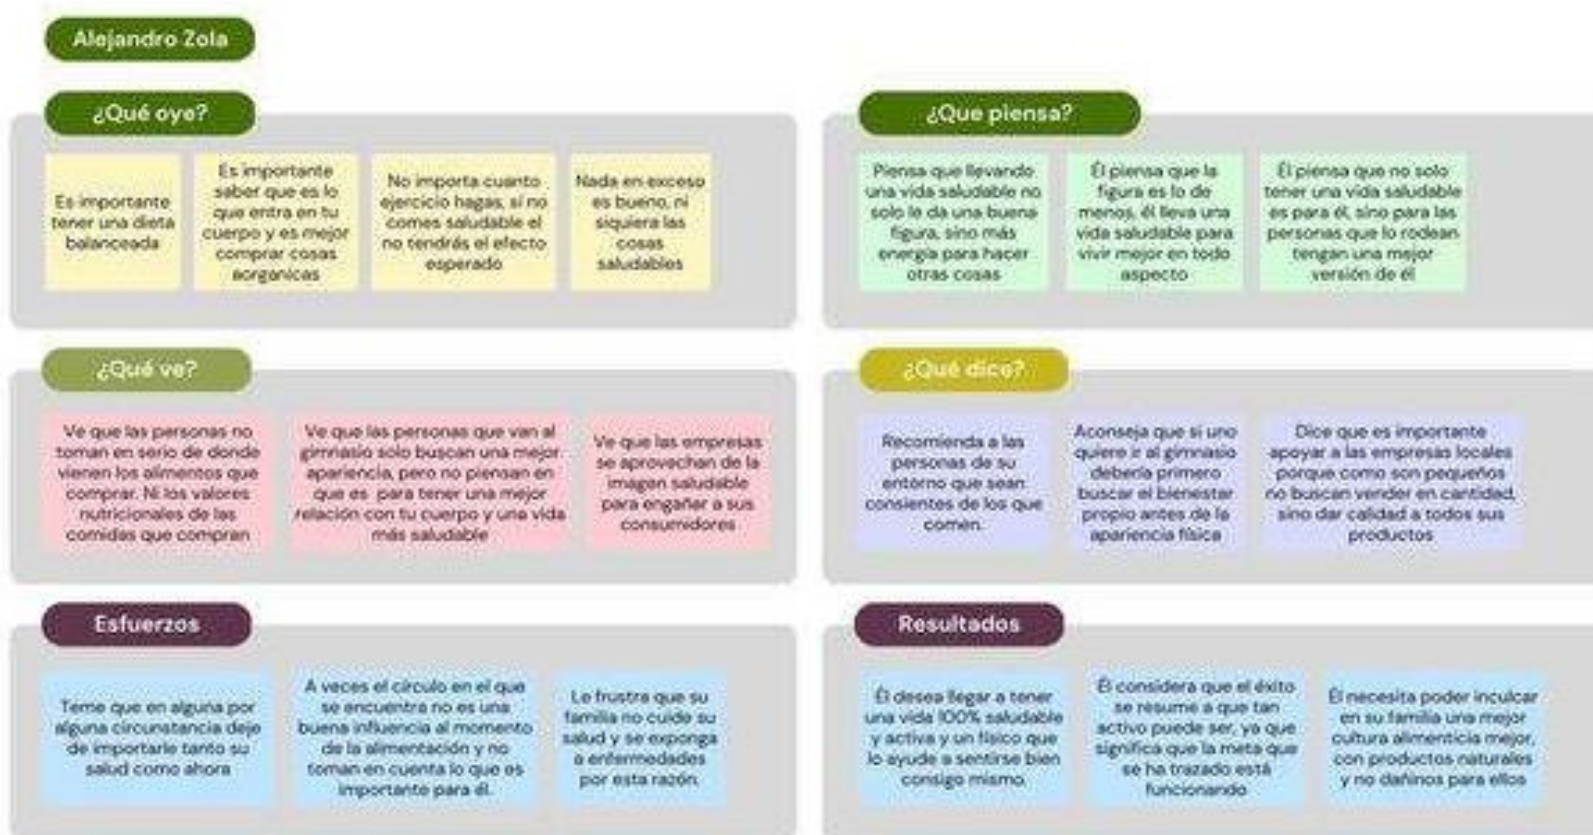 Alejandro Zola
¿Qué oye?
Es importante
tener una dieta
balanceada
Es importante
saber que es lo
que entra en tu
cuerpo y es mejor
comprar cosas
aorganicas
No importa cuanto
ejercicio hagas, si no
comes saludable el
no tendrás el efecto
esperado
Nada en exceso
es bueno, ni
siquiera las
cosas
saludables
¿Que piensa?
Piensa que llevando
una vida saludable no
solo le da una buena
figura, sino más
energía para hacer
otras cosas
Él piensa que la
figura es lo de
menos, él lleva una
vida saludable para
vivir mejor en todo
aspecto
Él piensa que no solo
tener una vida saludable
es para él, sino para las
personas que lo rodean
tengan una mejor
versión de él
¿Qué ve?
Ve que las personas no
toman en serio de donde
vienen los alimentos que
comprar. Ni los valores
nutricionales de las
comidas que compran
Ve que las personas que van al
gimnasio solo buscan una mejor
apariencia, pero no piensan en
que es para tener una mejor
relación con tu cuerpo y una vida
más saludable
Ve que las empresas
se aprovechan de la
imagen saludable
para engañar a sus
consumidores
¿Qué dice?
Recomienda a las
personas de su
entorno que sean
consientes de los que
comen.
Aconseja que si uno
quiere ir al gimnasio
debería primero
buscar el bienestar
propio antes de la
apariencia física
Dice que es importante
apoyar a las empresas locales
porque como son pequeños
no buscan vender en cantidad,
sino dar calidad a todos sus
productos
Esfuerzos
Teme que en alguna por
alguna circunstancia deje
de importarle tanto su
salud como ahora
A veces el círculo en el que
se encuentra no es una
buena influencia al momento
de la alimentación y no
toman en cuenta lo que es
importante para él.
Le frustra que su
familia no cuide su
salud y se exponga
a enfermedades
por esta razón.
Resultados
Él desea llegar a tener
una vida 100% saludable
y activa y un físico que
lo ayude a sentirse bien
consigo mismo.
Él considera que el éxito
se resume a que tan
activo puede ser, ya que
significa que la meta que
se ha trazado está
funcionando
Él necesita poder inculcar
en su familia una mejor
cultura alimenticia mejor,
con productos naturales
y no dañinos para ellos